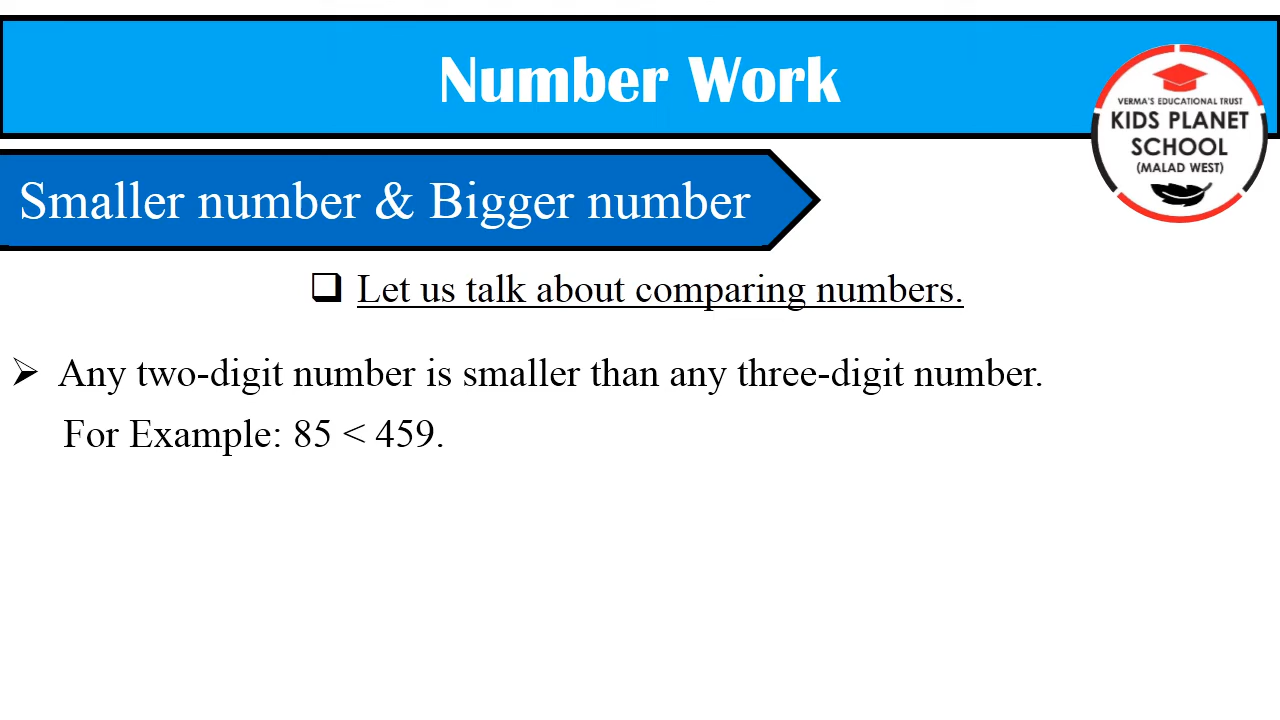 Number Work
VERMA'S EDUCATIONAL TRUST
KIDS PLANET
SCHOOL
(MALAD WEST)
Smaller number & Bigger number
Let us talk about comparing numbers.
Any two-digit number is smaller than any three-digit number.
For Example: 85 < 459.